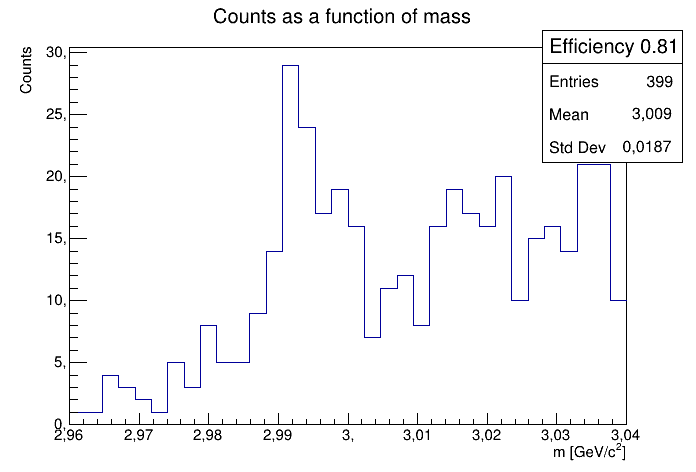 Counts as a function of mass
Efficiency 0.81
Entries 399
Mean 3,009
Std Dev 0,0187
Counts
30,
25,
20,
15,
10,
5,
0,
2,96 2,97 2,98 2,99 3, 3,01 3,02 3,03 3,04
m [GeV/c²]